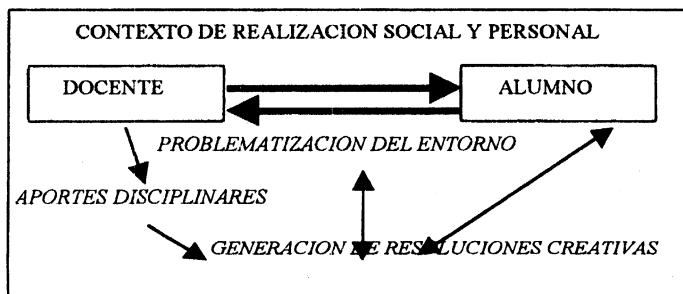 CONTEXTO DE REALIZACION SOCIAL Y PERSONAL
DOCENTE ALUMNO
PROBLEMATIZACION DEL ENTORNO
APORTES DISCIPLINARES
GENERACION DE RESOLUCIONES CREATIVAS